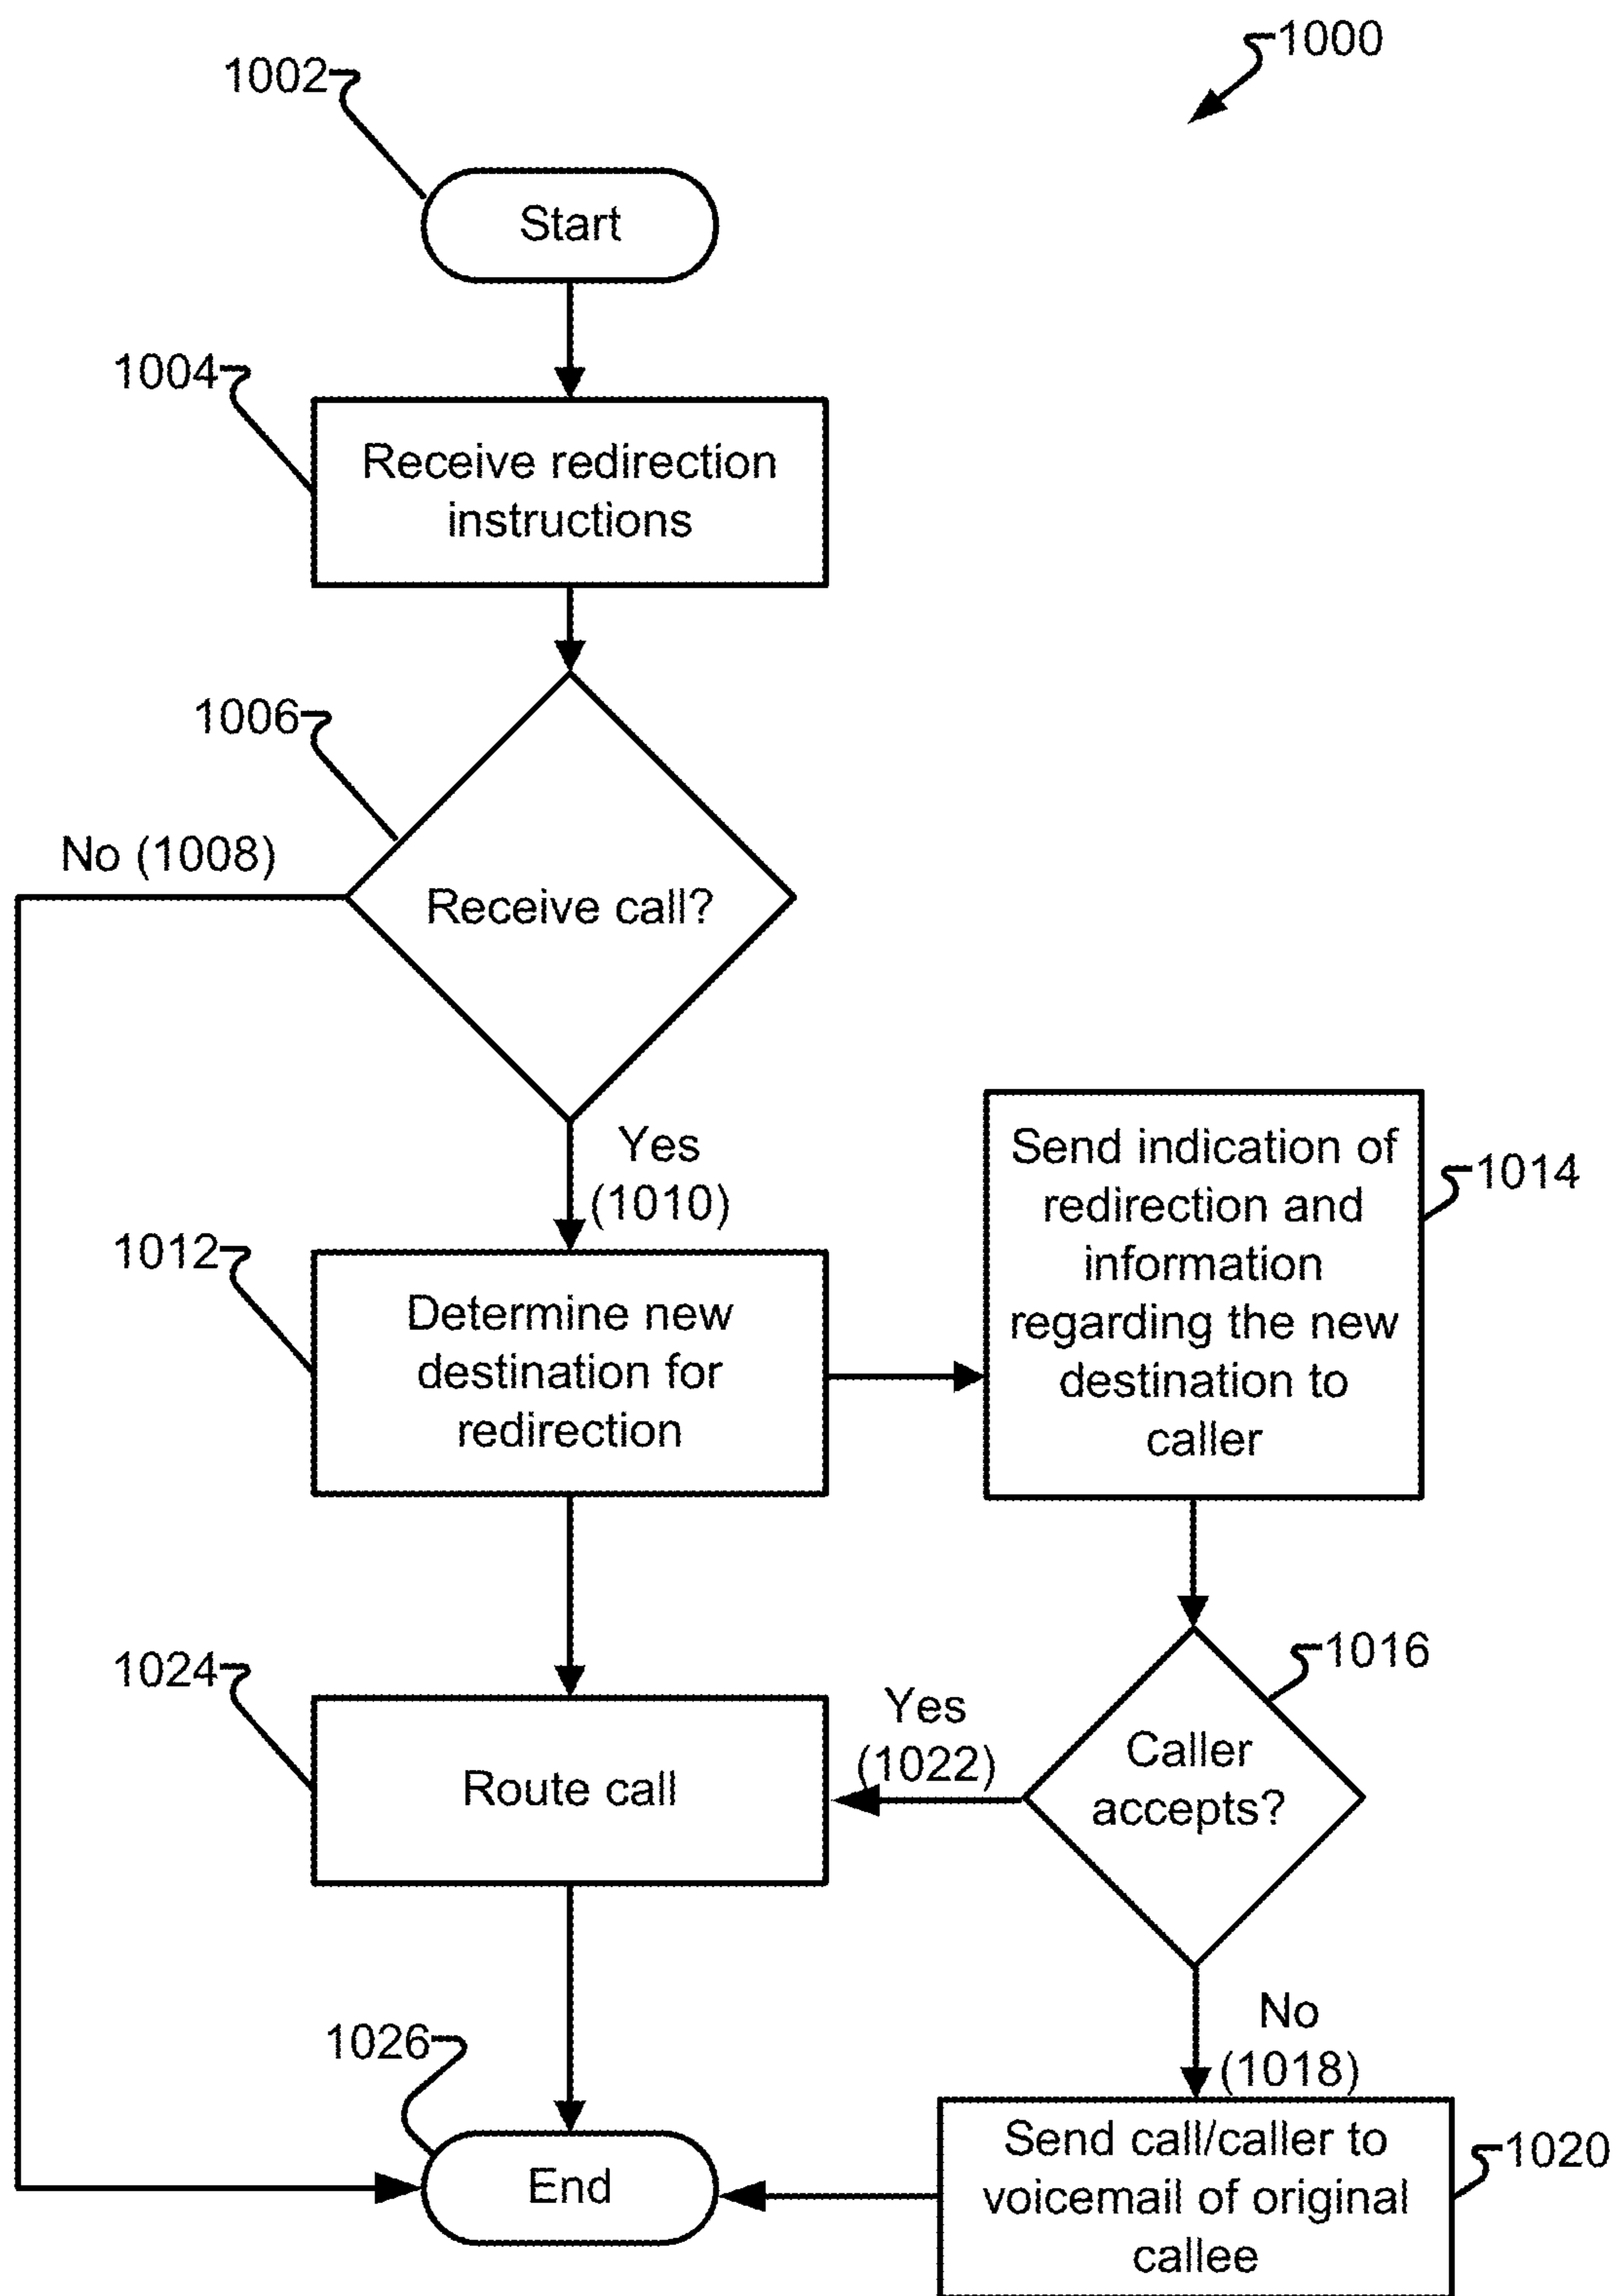 1000
1002
Start
1004
Receive redirection
instructions
1006
No (1008)
Receive call?
Yes
(1010)
1012
Determine new
destination for
redirection
Send indication of
redirection and
information
regarding the new
destination to
caller
1014
1024
Route call
Yes
(1022)
1016
Caller
accepts?
No
(1018)
1026
End
Send call/caller to
voicemail of original
callee
1020